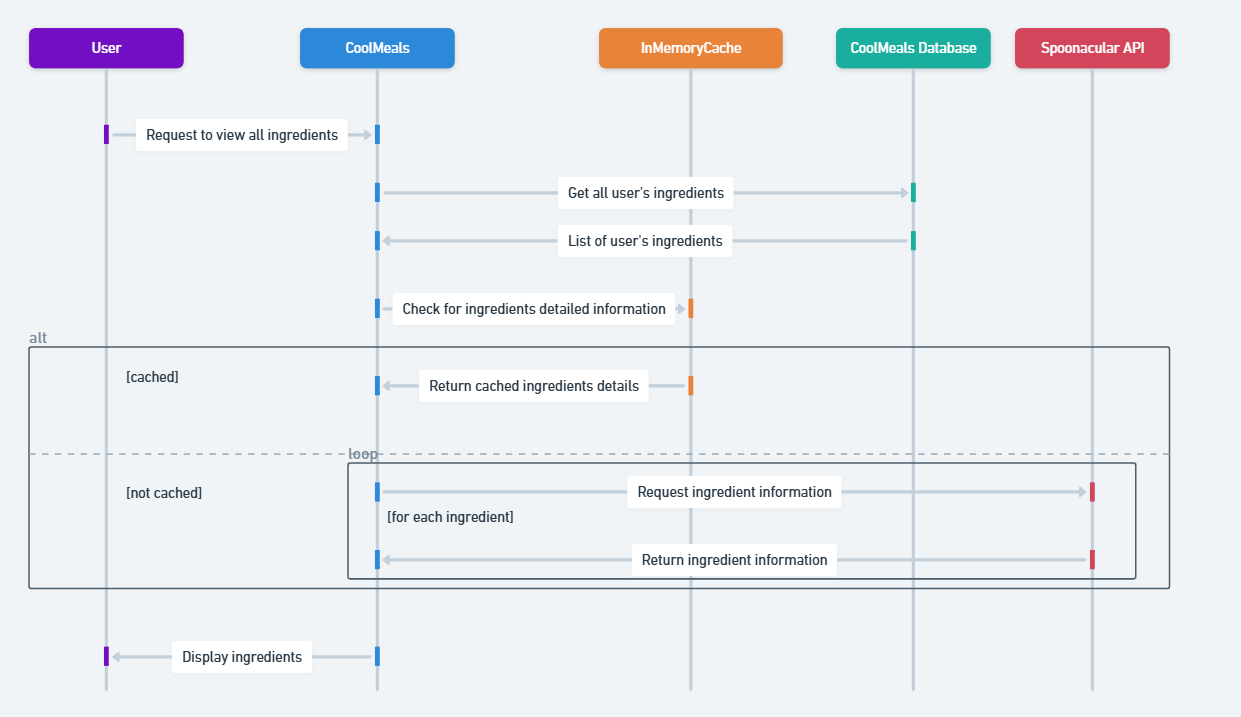 User
CoolMeals
InMemoryCache
CoolMeals Database
Spoonacular API
Request to view all ingredients
Get all user's ingredients
List of user's ingredients
Check for ingredients detailed information
alt
[cached]
Return cached ingredients details
loop
[not cached]
Request ingredient information
[for each ingredient]
Return ingredient information
Display ingredients